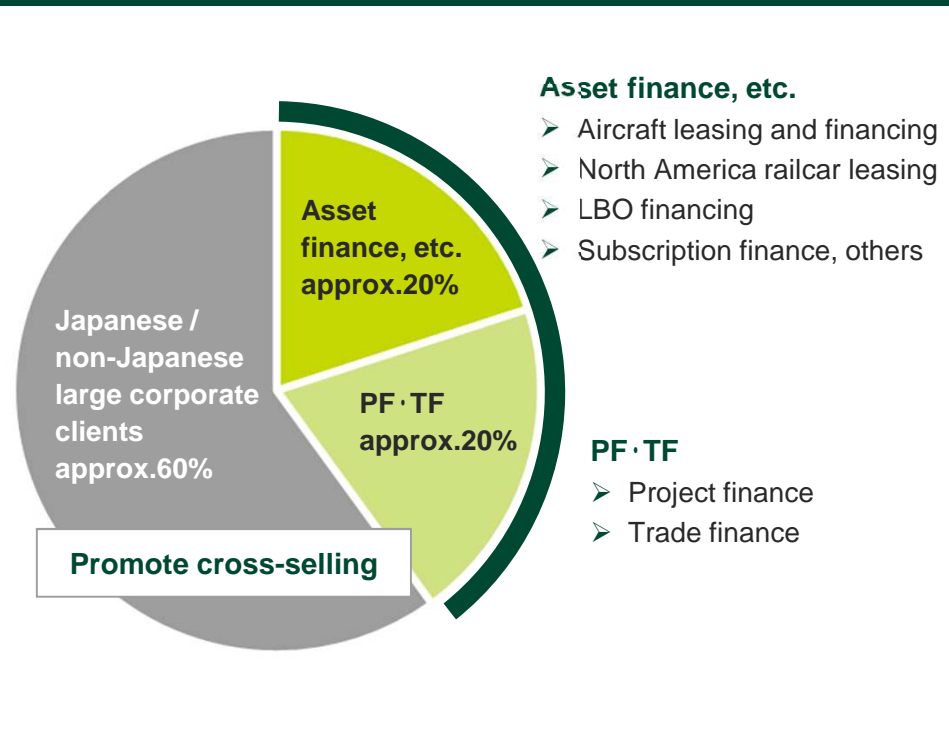 Asset finance, etc.
➢ Aircraft leasing and financing
➢ North America railcar leasing
➢ LBO financing
➢ Subscription finance, others
Asset
finance, etc.
approx.20%
Japanese /
non-Japanese
large corporate
clients
approx.60%
PF・TF
approx.20%
PF・TF
➢ Project finance
➢ Trade finance
Promote cross-selling